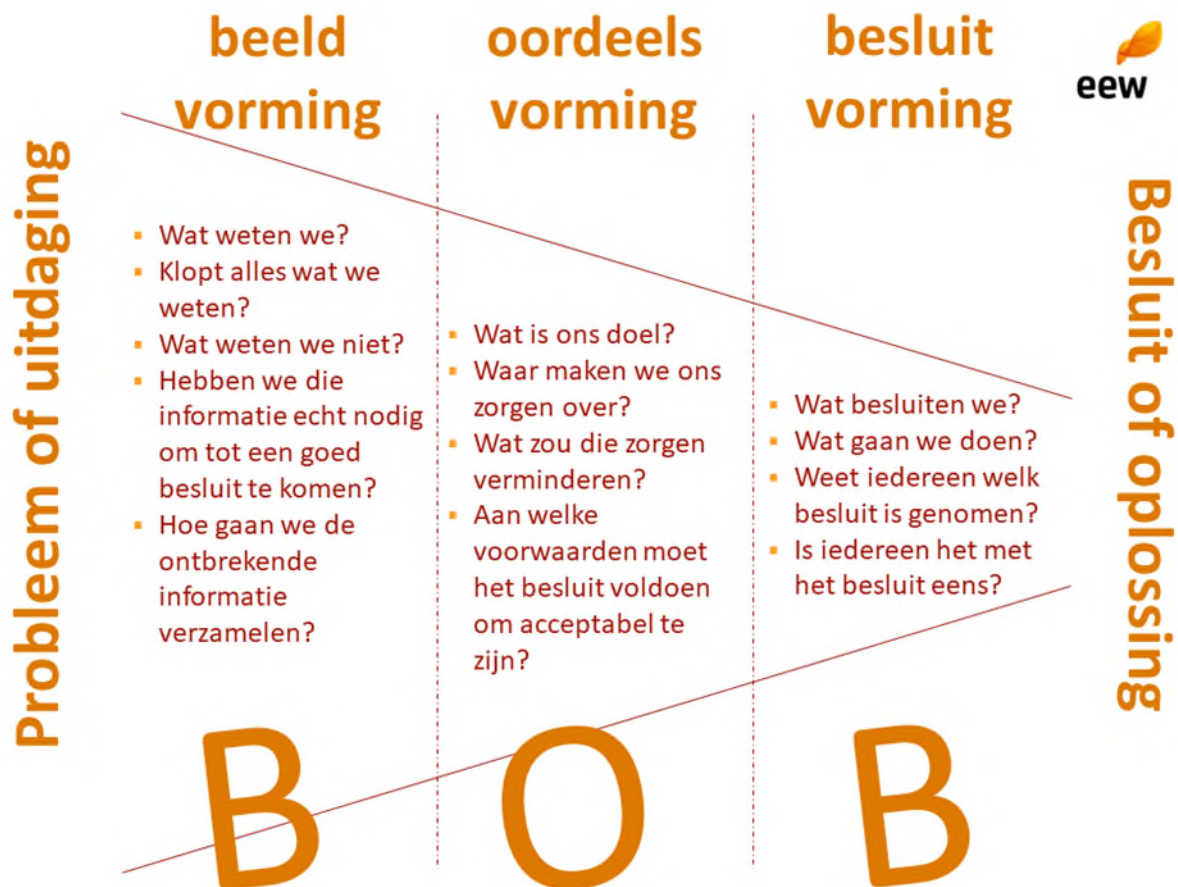 Probleem of uitdaging
beeld
vorming
▪ Wat weten we?
▪ Klopt alles wat we
weten?
▪ Wat weten we niet?
▪ Hebben we die
informatie echt nodig
om tot een goed
besluit te komen?
▪ Hoe gaan we de
ontbrekende
informatie
verzamelen?
B
oordeels
vorming
▪ Wat is ons doel?
▪ Waar maken we ons
zorgen over?
▪ Wat zou die zorgen
verminderen?
▪ Aan welke
voorwaarden moet
het besluit voldoen
om acceptabel te
zijn?
O
besluit
vorming
▪ Wat besluiten we?
▪ Wat gaan we doen?
▪ Weet iedereen welk
besluit is genomen?
▪ Is iedereen het met
het besluit eens?
B
eew
Besluit of oplossing